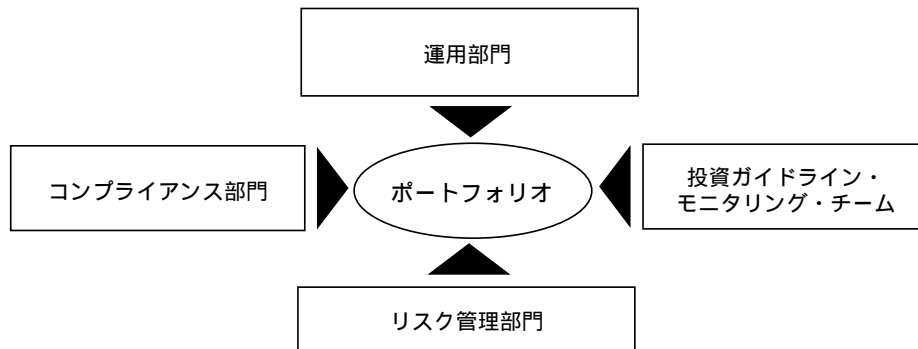 運用部門
コンプライアンス部門
ポートフォリオ
投資ガイドライン・
モニタリング・チーム
リスク管理部門